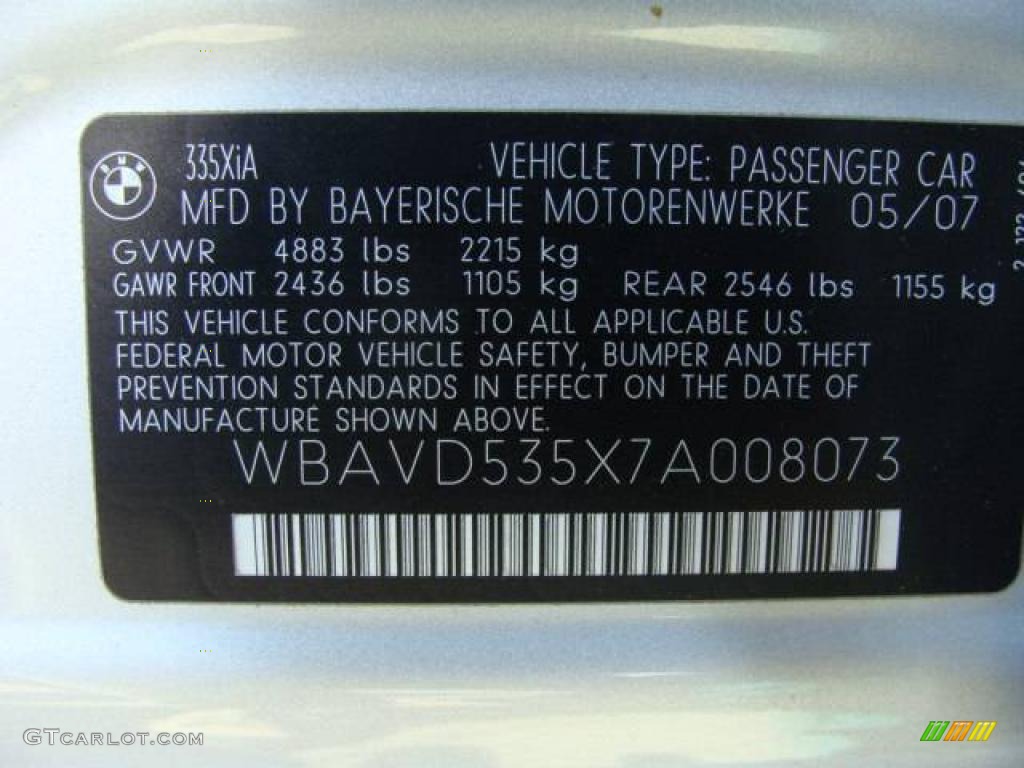 BMW
335XiA VEHICLE TYPE: PASSENGER CAR
MFD BY BAYERISCHE MOTORENWERKE 05/07
GVWR 4883 lbs 2215 kg
GAWR FRONT 2436 lbs 1105 kg REAR 2546 lbs 1155 kg
THIS VEHICLE CONFORMS TO ALL APPLICABLE U.S.
FEDERAL MOTOR VEHICLE SAFETY, BUMPER AND THEFT
PREVENTION STANDARDS IN EFFECT ON THE DATE OF
MANUFACTURE SHOWN ABOVE.
WBAVD535X7A008073
GTCARLOT.COM